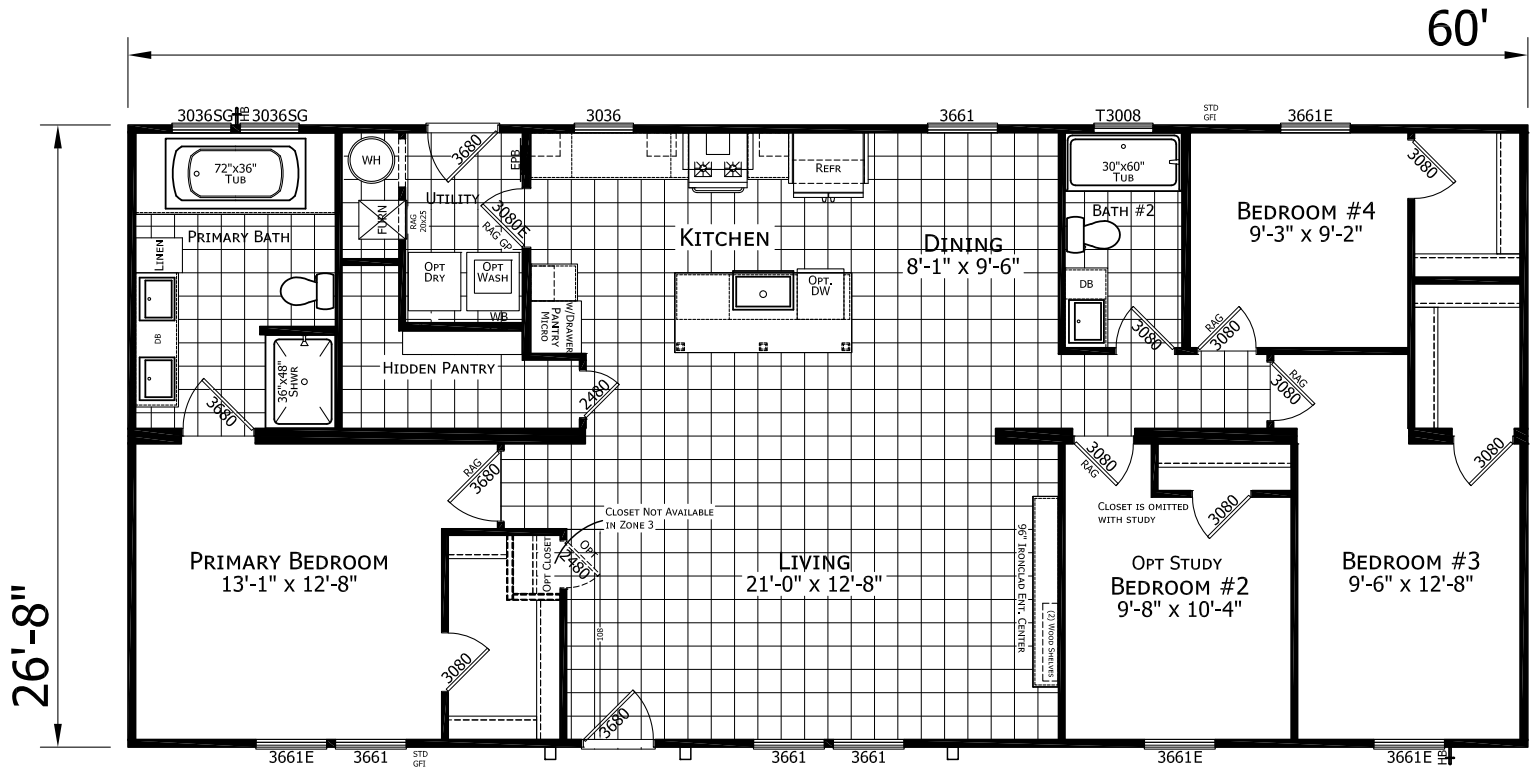 60'
26'-8"
3036SG
HB
3036SG
3036
3661
T3008
STD
GFI
3661E
72"x36"
Tub
WH
3680
EPB
Utility
FURN
RAG
20x25
3080E
RAG GP
Opt
Dry
Opt
Wash
WB
Refr
30"x60"
Tub
Bath #2
DB
3080
Bedroom #4
9'-3" x 9'-2"
3080
RAG
3080
Primary Bath
Linen
DB
36"x48"
Shwr
3680
Kitchen
Dining
8'-1" x 9'-6"
Opt.
DW
w/Drawer
Pantry
Micro
Hidden Pantry
2480
RAG
3080
3080
RAG
3080
RAG
3680
Closet Not Available
in Zone 3
Opt Closet
Opt
2480
Primary Bedroom
13'-1" x 12'-8"
3080
Living
21'-0" x 12'-8"
96" Ironclad Ent. Center
(2) Wood Shelves
Closet is omitted
with study
3080
Opt Study
Bedroom #2
9'-8" x 10'-4"
Bedroom #3
9'-6" x 12'-8"
3680
3661E
3661
STD
GFI
3661
3661
3661E
3661E
HB